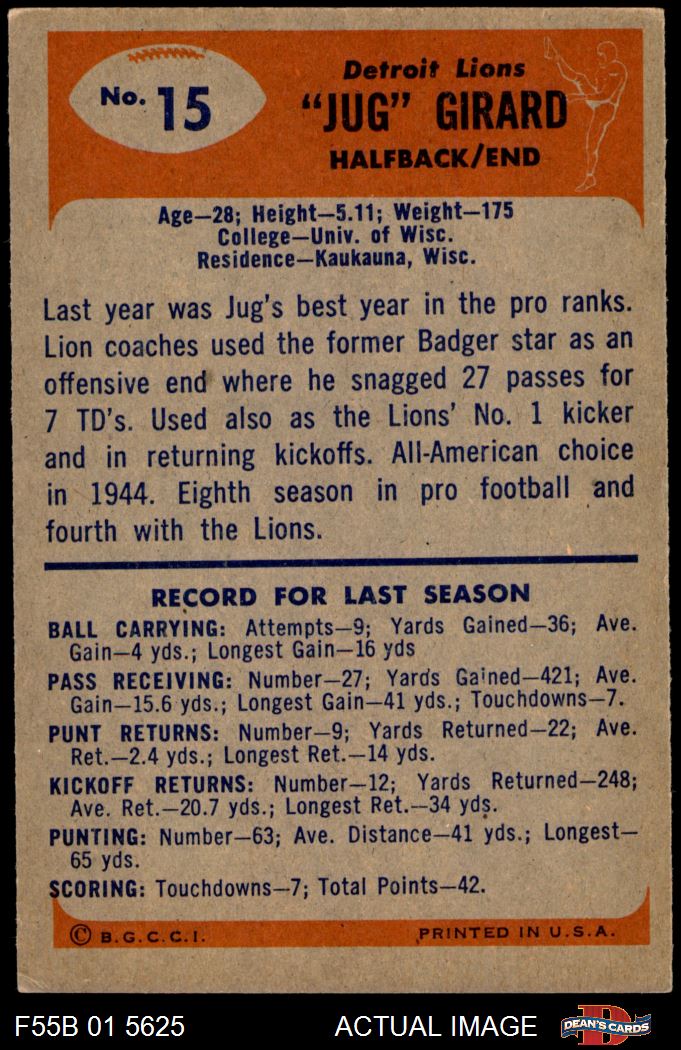 No. 15
Detroit Lions
"JUG" GIRARD
HALFBACK/END
Age—28; Height—5.11; Weight—175
College—Univ. of Wisc.
Residence—Kaukauna, Wisc.
Last year was Jug's best year in the pro ranks.
Lion coaches used the former Badger star as an
offensive end where he snagged 27 passes for
7 TD's. Used also as the Lions' No. 1 kicker
and in returning kickoffs. All-American choice
in 1944. Eighth season in pro football and
fourth with the Lions.
RECORD FOR LAST SEASON
BALL CARRYING: Attempts—9; Yards Gained—36; Ave.
Gain—4 yds.; Longest Gain—16 yds
PASS RECEIVING: Number—27; Yards Gained—421; Ave.
Gain—15.6 yds.; Longest Gain—41 yds.; Touchdowns—7.
PUNT RETURNS: Number—9; Yards Returned—22; Ave.
Ret.—2.4 yds.; Longest Ret.—14 yds.
KICKOFF RETURNS: Number—12; Yards Returned—248;
Ave. Ret.—20.7 yds.; Longest Ret.—34 yds.
PUNTING: Number—63; Ave. Distance—41 yds.; Longest—
65 yds.
SCORING: Touchdowns—7; Total Points—42.
© B.G.C.C.I. PRINTED IN U.S.A.
F55B 01 5625 ACTUAL IMAGE D DEAN'S CARDS